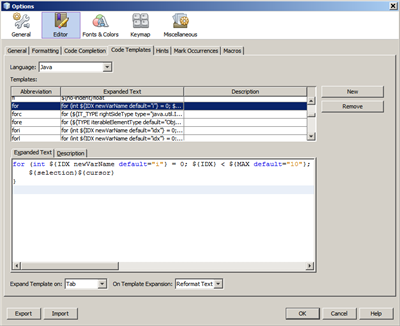 Options
General Editor Fonts & Colors Keymap Miscellaneous
General Formatting Code Completion Code Templates Hints Mark Occurrences Macros
Language: Java
Templates:
Abbreviation Expanded Text Description
fl ${no-indent}float
for for (int ${IDX newVarName default="i"} = 0; $...
forc for (${IT_TYPE rightSideType type="java.util.I...
fore for (${TYPE iterableElementType default="Obj...
fori for (int ${IDX newVarName default="idx"} = 0;...
fori for (int ${IDX newVarName default="idx"} = 0;...
New
Remove
Expanded Text Description
for (int ${IDX newVarName default="i"} = 0; ${IDX} < ${MAX default="10"};
${selection}${cursor}
}
Expand Template on: Tab On Template Expansion: Reformat Text
Export Import OK Cancel Help